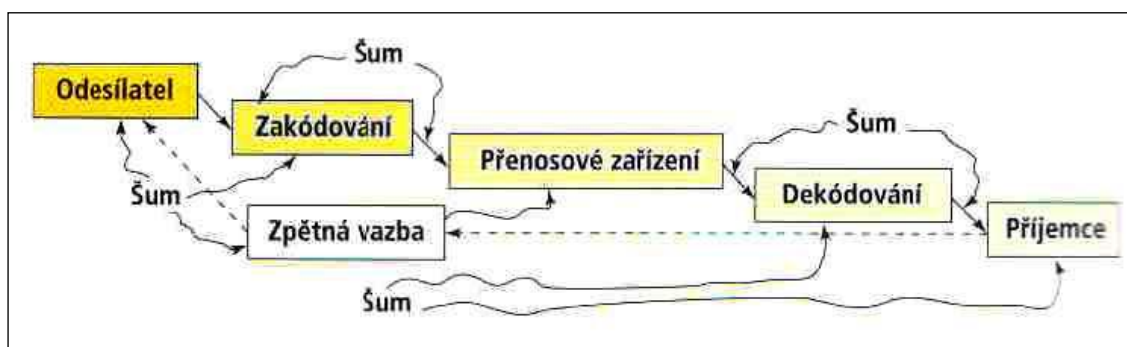 Šum
Odesílatel
Zakódování
Šum
Přenosové zařízení
Dekódování
Šum
Zpětná vazba
Příjemce
Šum